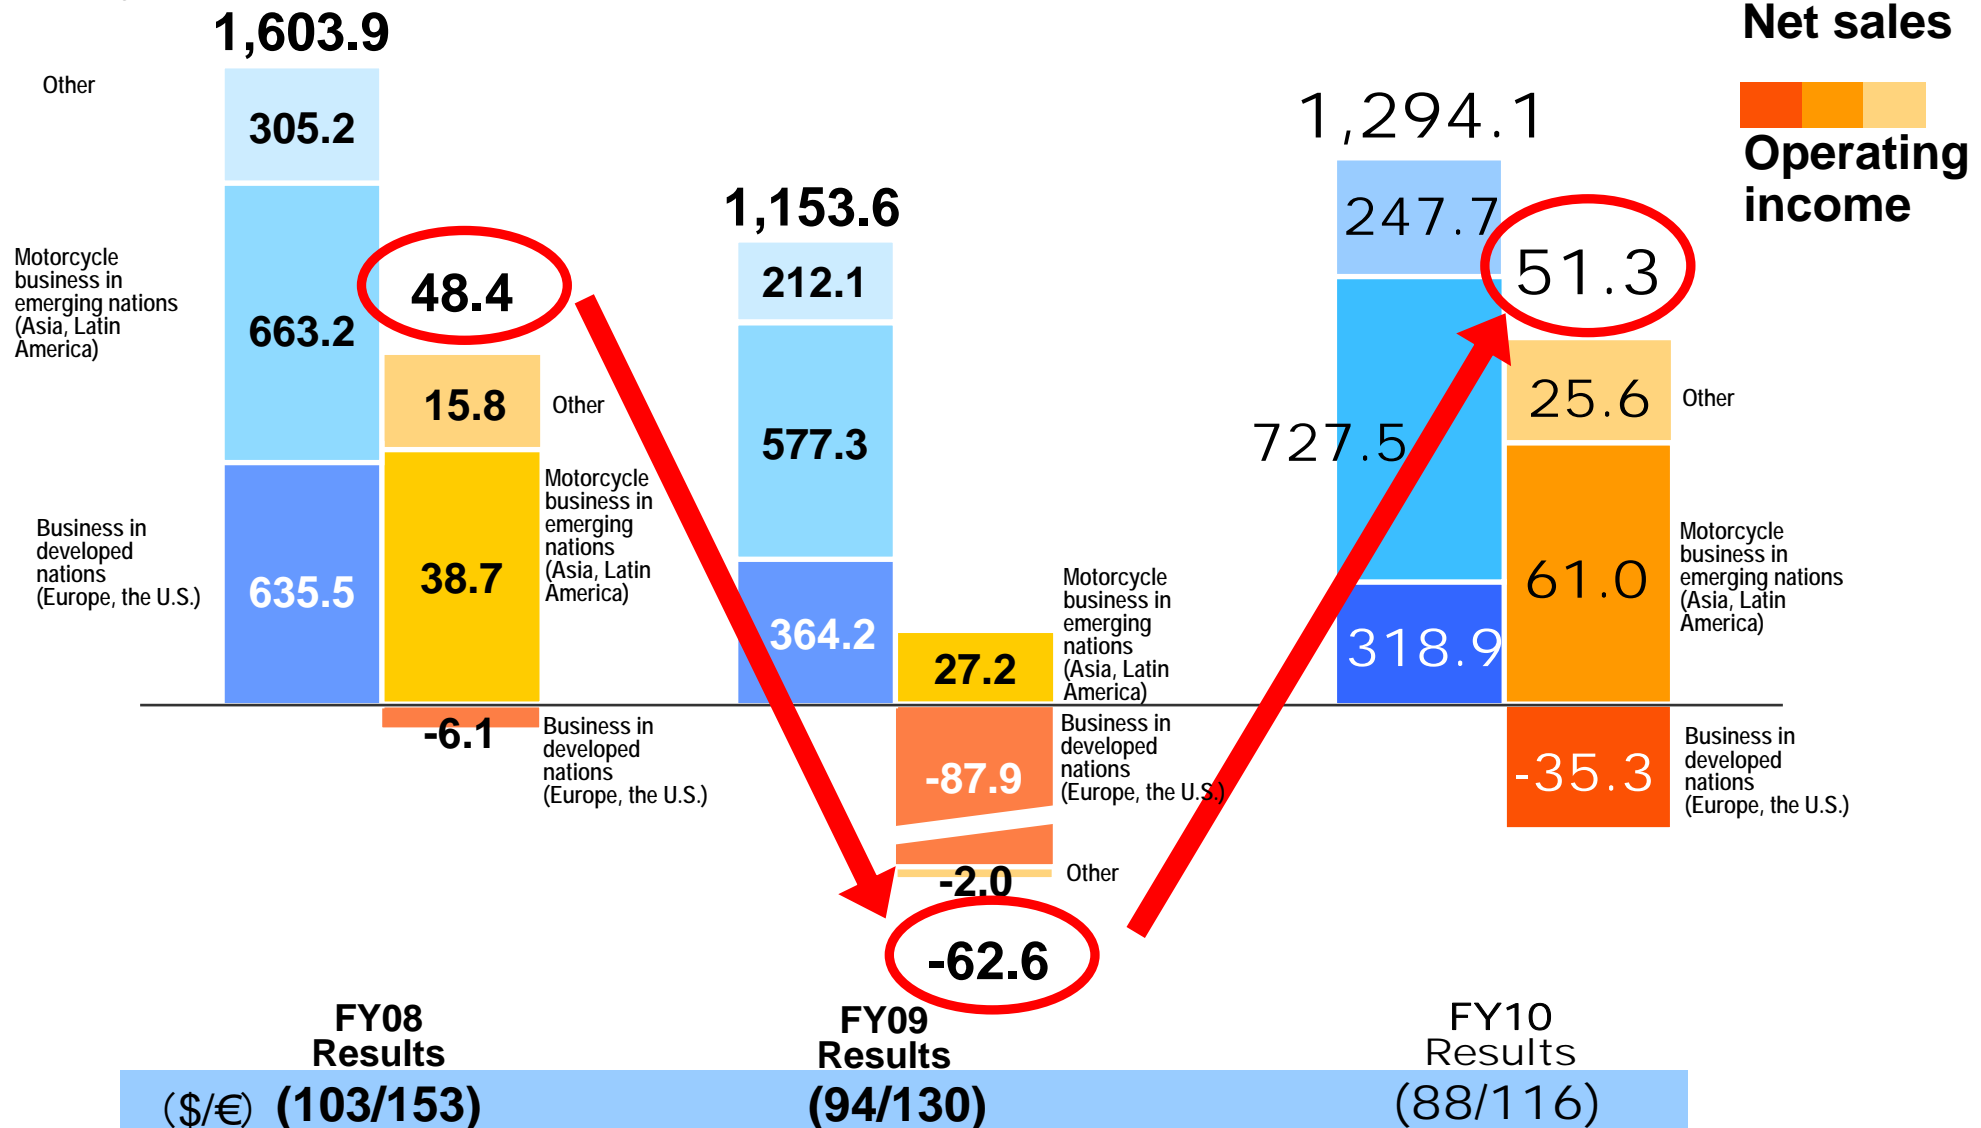 Net sales
Operating
income
1,603.9
Other
305.2
Motorcycle
business in
emerging nations
(Asia, Latin
America)
663.2
Business in
developed
nations
(Europe, the U.S.)
635.5
48.4
15.8
Other
38.7
Motorcycle
business in
emerging
nations
(Asia, Latin
America)
-6.1
Business in
developed
nations
(Europe, the U.S.)
1,153.6
212.1
577.3
364.2
27.2
Motorcycle
business in
emerging
nations
(Asia, Latin
America)
-87.9
Business in
developed
nations
(Europe, the U.S.)
-2.0
Other
-62.6
1,294.1
247.7
727.5
318.9
51.3
25.6
Other
61.0
Motorcycle
business in
emerging nations
(Asia, Latin
America)
-35.3
Business in
developed
nations
(Europe, the U.S.)
FY08
Results
FY09
Results
FY10
Results
($/€) (103/153)
(94/130)
(88/116)